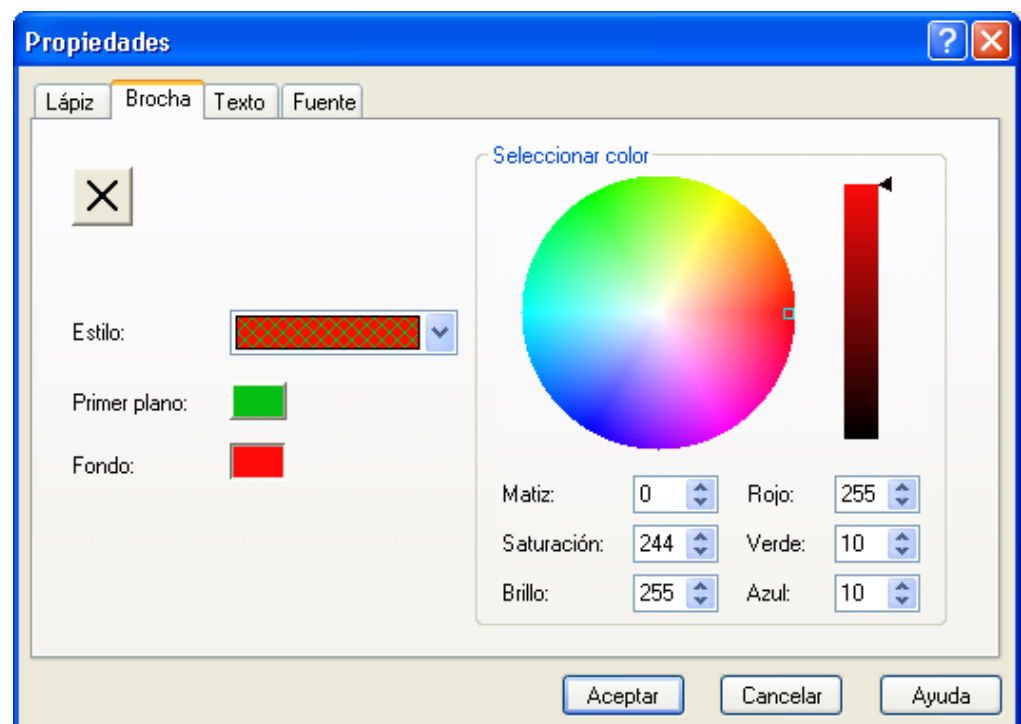 Propiedades
Lápiz Brocha Texto Fuente
Seleccionar color
Estilo:
Primer plano:
Fondo:
Matiz: 0 Rojo: 255
Saturación: 244 Verde: 10
Brillo: 255 Azul: 10
Aceptar Cancelar Ayuda